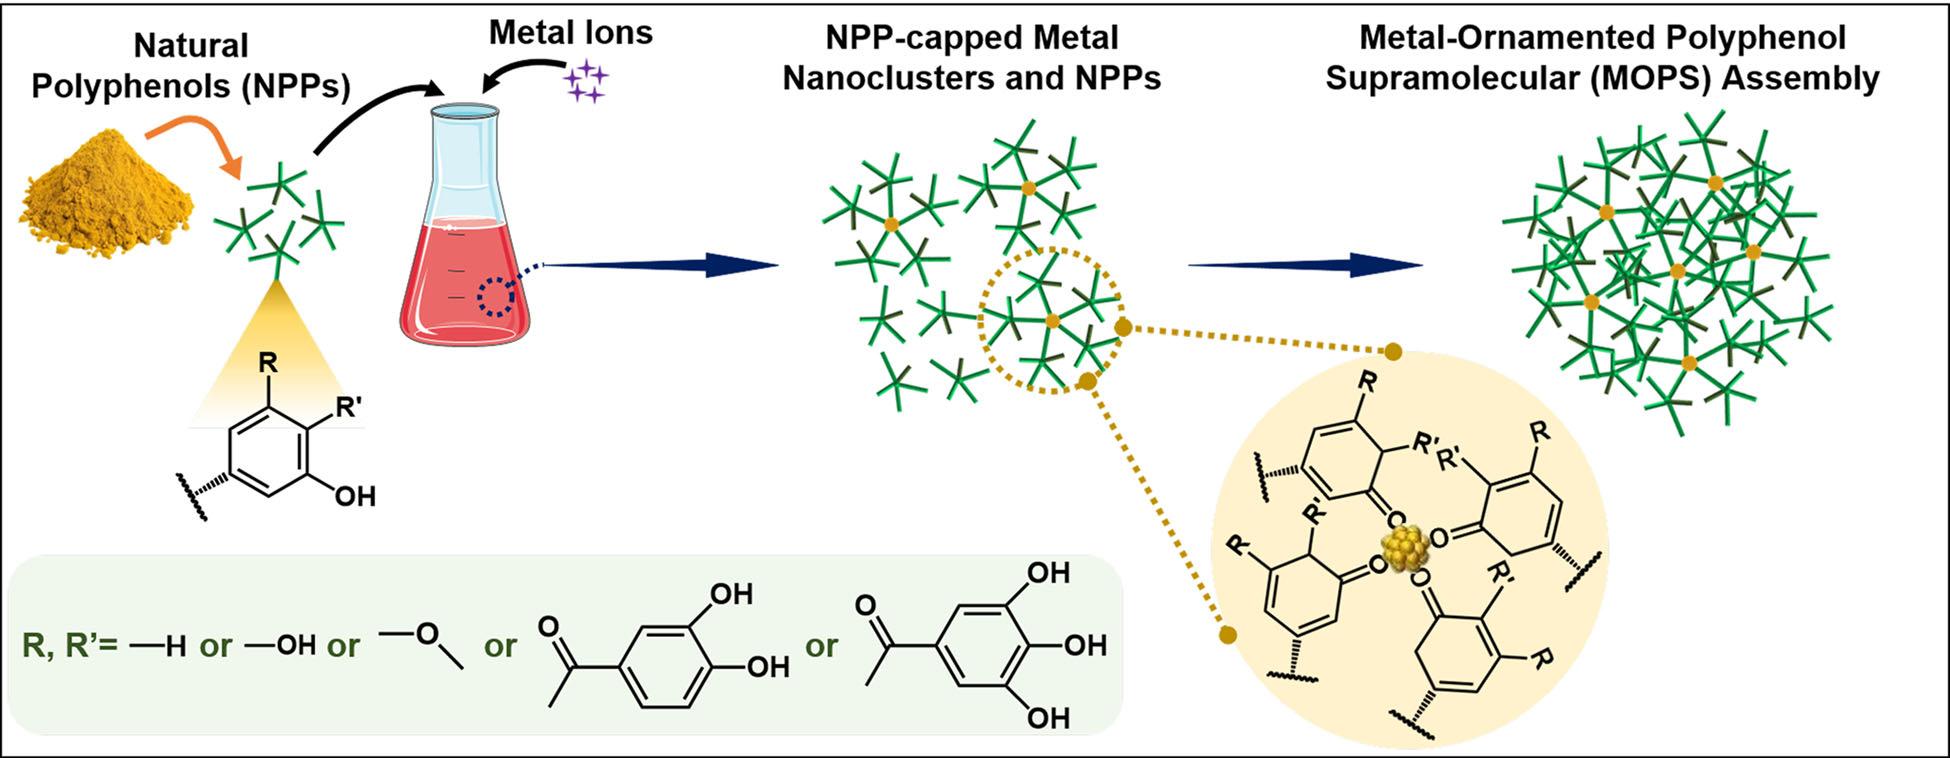 Natural
Polyphenols (NPPs)
Metal Ions
NPP-capped Metal
Nanoclusters and NPPs
Metal-Ornamented Polyphenol
Supramolecular (MOPS) Assembly
R
R'
OH
R
R'
O
R'
R
O
R
R'
O
O
R'
R
R, R’= —H or —OH or —O or
O
OH
OH
or
O
OH
OH
OH